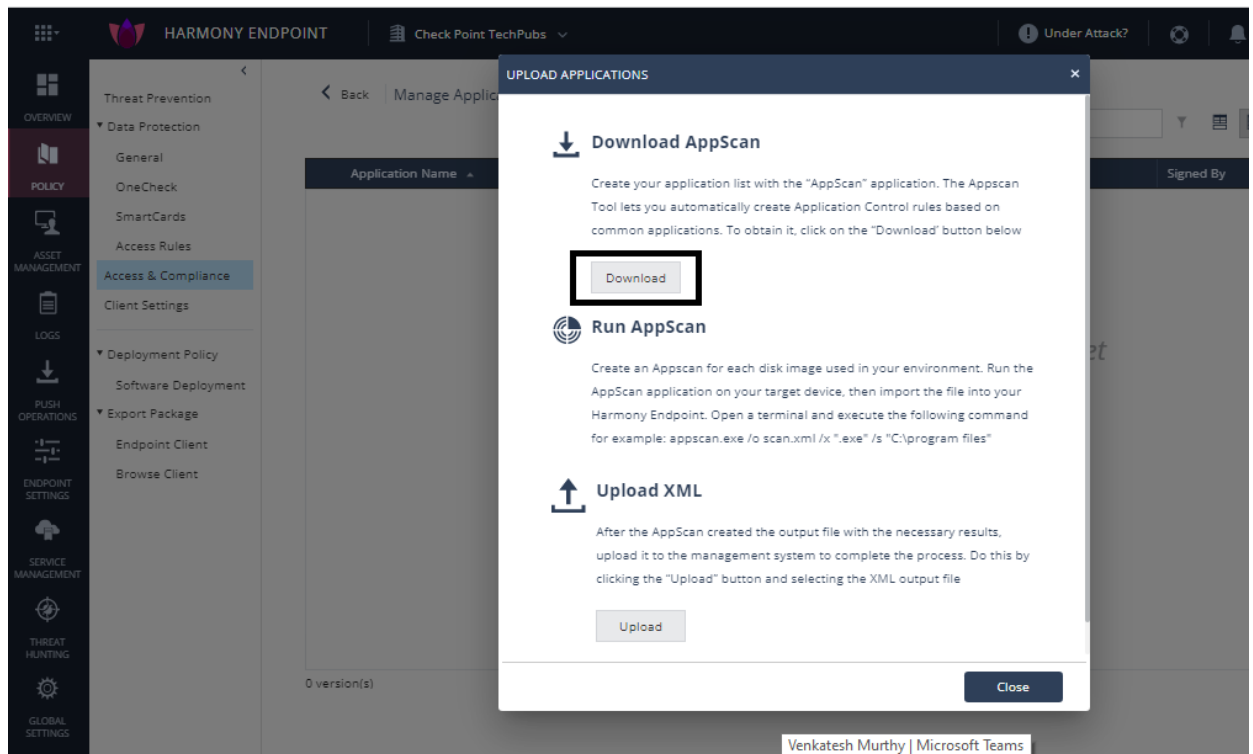 HARMONY ENDPOINT
Check Point TechPubs
Under Attack?
OVERVIEW
POLICY
ASSET
MANAGEMENT
LOGS
PUSH
OPERATIONS
ENDPOINT
SETTINGS
SERVICE
MANAGEMENT
THREAT
HUNTING
GLOBAL
SETTINGS
Threat Prevention
Data Protection
General
OneCheck
SmartCards
Access Rules
Access & Compliance
Client Settings
Deployment Policy
Software Deployment
Export Package
Endpoint Client
Browse Client
Back
Manage Applic
Application Name
Signed By
et
0 version(s)
UPLOAD APPLICATIONS
Download AppScan
Create your application list with the "AppScan" application. The Appscan
Tool lets you automatically create Application Control rules based on
common applications. To obtain it, click on the "Download' button below
Download
Run AppScan
Create an Appscan for each disk image used in your environment. Run the
AppScan application on your target device, then import the file into your
Harmony Endpoint. Open a terminal and execute the following command
for example: appscan.exe /o scan.xml /x ".exe" /s "C:\program files"
Upload XML
After the AppScan created the output file with the necessary results,
upload it to the management system to complete the process. Do this by
clicking the "Upload" button and selecting the XML output file
Upload
Close
Venkatesh Murthy | Microsoft Teams